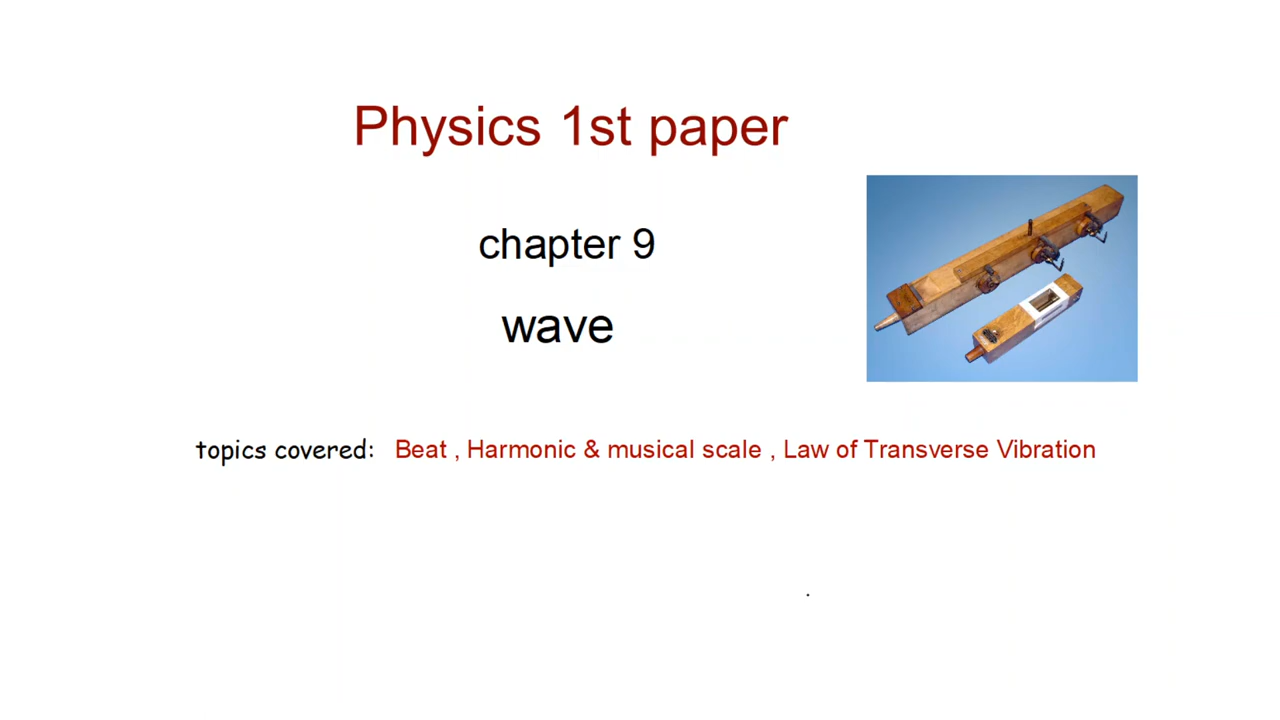 Physics 1st paper
chapter 9
wave
topics covered: Beat , Harmonic & musical scale , Law of Transverse Vibration